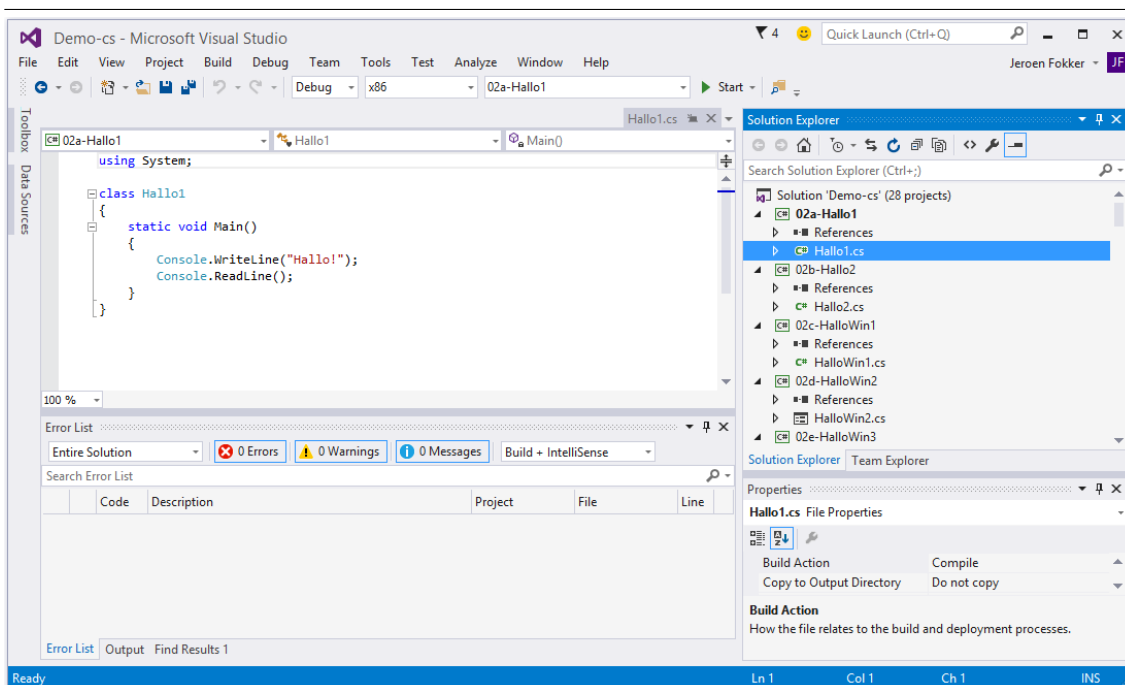 Demo-cs - Microsoft Visual Studio
4
Quick Launch (Ctrl+Q)
File Edit View Project Build Debug Team Tools Test Analyze Window Help
Jeroen Fokker JF
Debug x86 02a-Hallo1 Start
Toolbox
Data Sources
Hallo1.cs
02a-Hallo1 Hallo1 Main()
using System;
class Hallo1
{
static void Main()
{
Console.WriteLine("Hallo!");
Console.ReadLine();
}
}
100 %
Error List
Entire Solution 0 Errors 0 Warnings 0 Messages Build + IntelliSense
Search Error List
Code Description Project File Line
Error List Output Find Results 1
Solution Explorer
Search Solution Explorer (Ctrl+;)
Solution 'Demo-cs' (28 projects)
C# 02a-Hallo1
References
C# Hallo1.cs
C# 02b-Hallo2
References
C# Hallo2.cs
C# 02c-HalloWin1
References
C# HalloWin1.cs
C# 02d-HalloWin2
References
HalloWin2.cs
C# 02e-HalloWin3
Solution Explorer Team Explorer
Properties
Hallo1.cs File Properties
Build Action Compile
Copy to Output Directory Do not copy
Build Action
How the file relates to the build and deployment processes.
Ready Ln 1 Col 1 Ch 1 INS